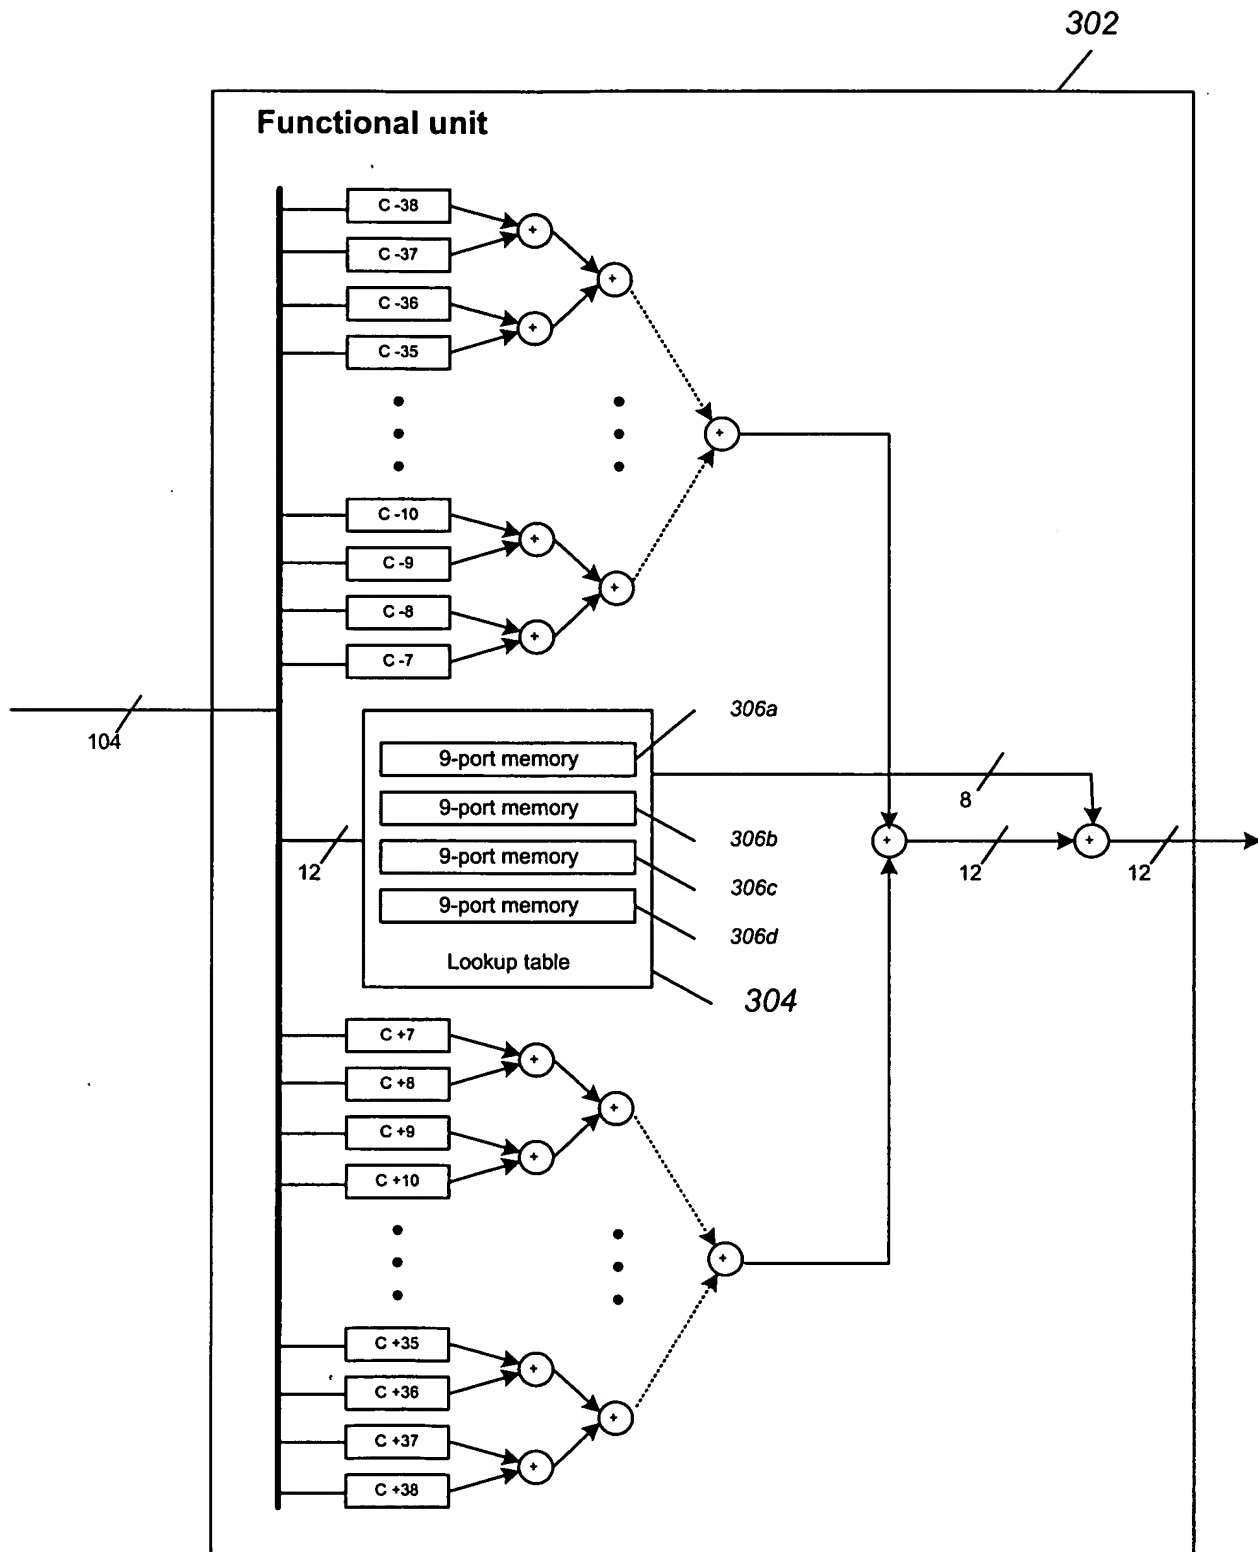 302
Functional unit
C -38
+
C -37
+
C -36
+
C -35
+
C -10
+
C -9
+
C -8
+
C -7
104
306a
9-port memory
8
9-port memory
306b
+
+
12
9-port memory
12
12
306c
9-port memory
306d
Lookup table
304
C +7
+
C +8
+
C +9
+
C +10
+
C +35
+
C +36
+
C +37
+
C +38